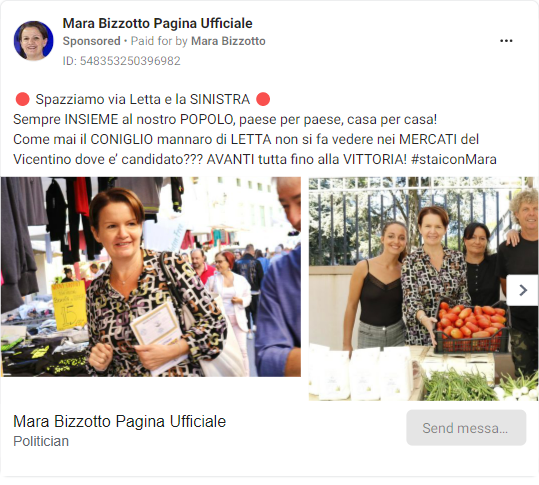 Mara Bizzotto Pagina Ufficiale
Sponsored • Paid for by Mara Bizzotto
ID: 548353250396982
🔴 Spazziamo via Letta e la SINISTRA 🔴
Sempre INSIEME al nostro POPOLO, paese per paese, casa per casa!
Come mai il CONIGLIO mannaro di LETTA non si fa vedere nei MERCATI del
Vicentino dove e' candidato??? AVANTI tutta fino alla VITTORIA! #staiconMara
Mara Bizzotto Pagina Ufficiale
Politician
Send messa...